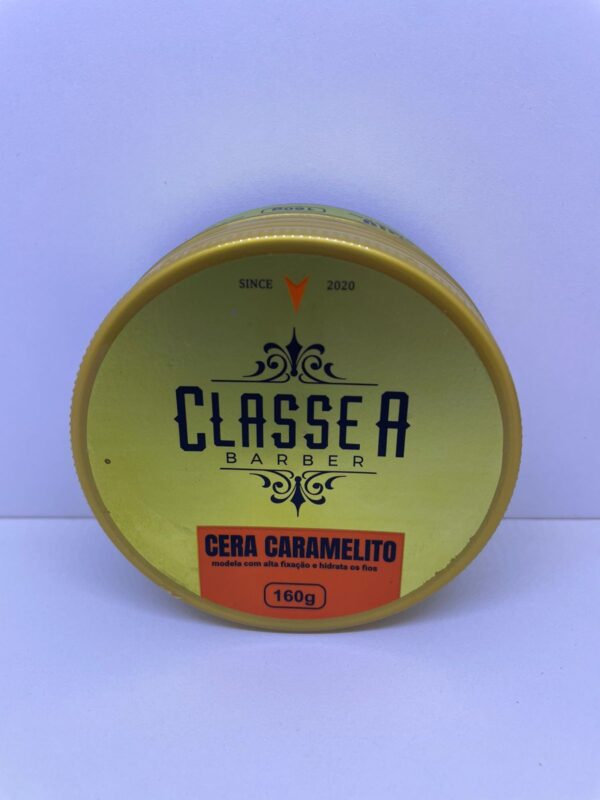 SINCE 2020
CLASSE A
BARBER
CERA CARAMELITO
modela com alta fixação e hidrata os fios
160g